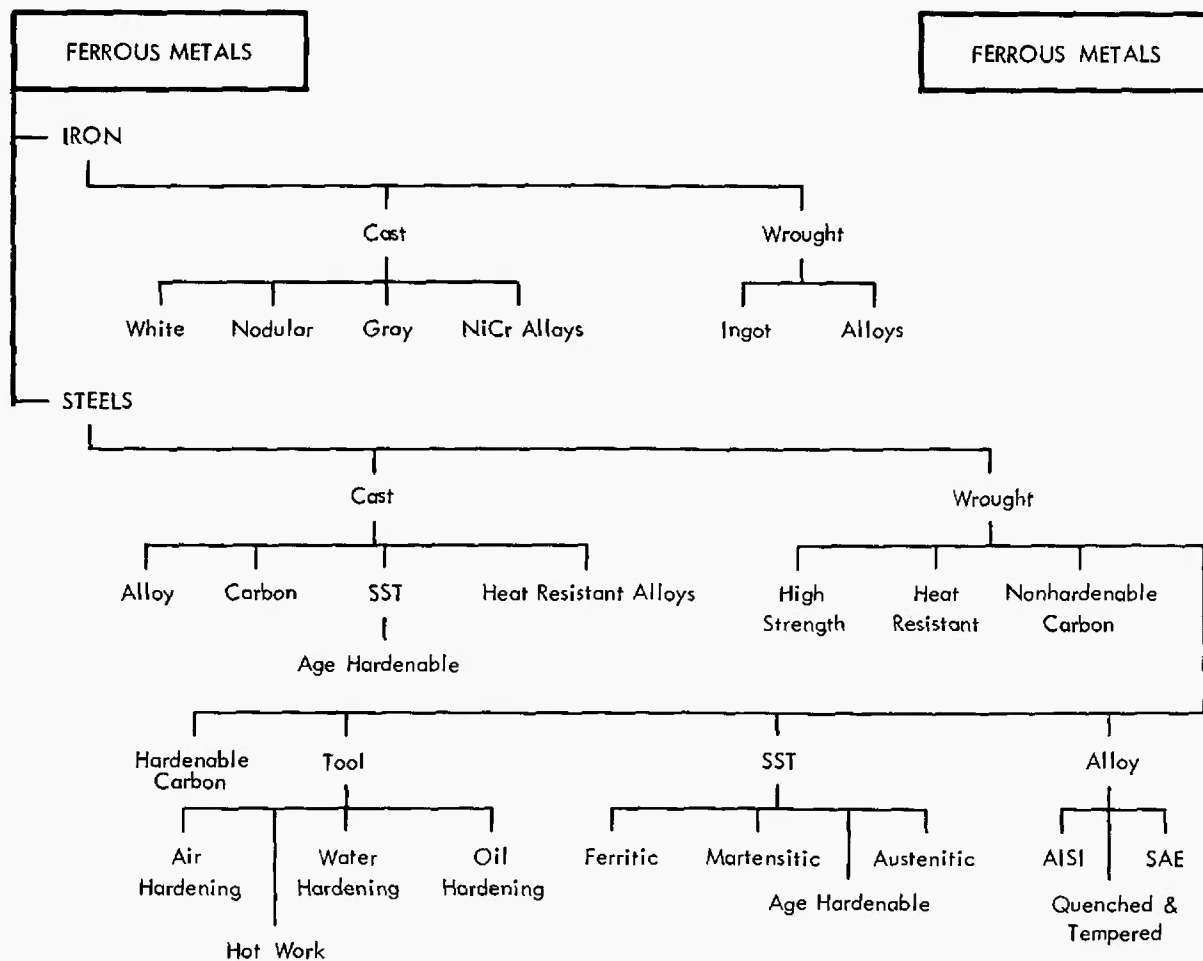 FERROUS METALS
FERROUS METALS
IRON
Cast
Wrought
White
Nodular
Gray
NiCr Allays
Ingot
Alloys
STEELS
Cast
Wrought
Alloy
Carbon
SST
Heat Resistant Alloys
High
Strength
Heat
Resistant
Nonhardenable
Carbon
Age Hardenable
Hardenable
Carbon
Tool
SST
Alloy
Air
Hardening
Water
Hardening
Oil
Hardening
Ferritic
Martensitic
Austenitic
AISI
SAE
Age Hardenable
Quenched &
Tempered
Hot Work